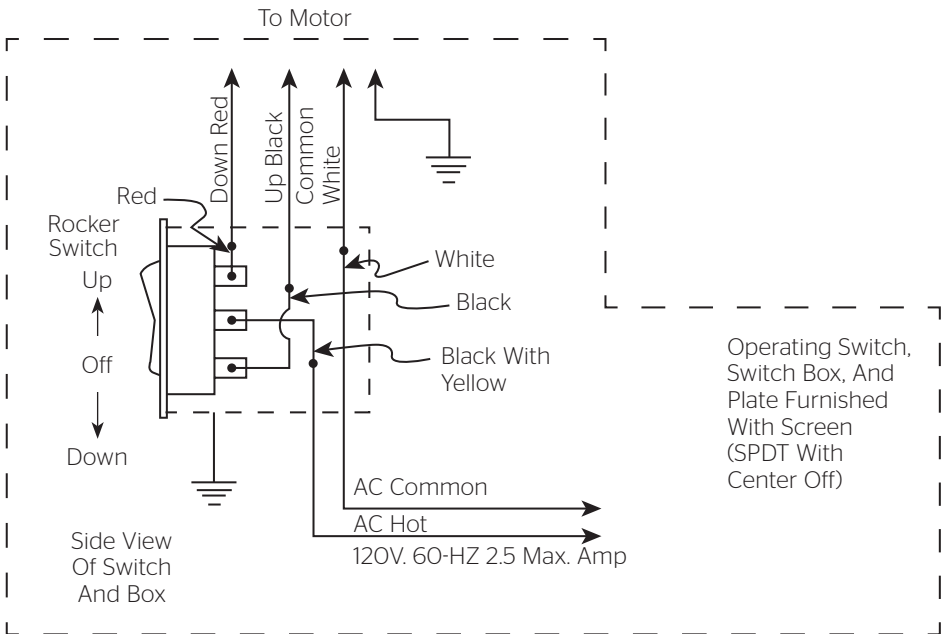 To Motor
Down Red
Up Black
Common
White
Red
Rocker
Switch
Up
Off
Down
White
Black
Black With
Yellow
Operating Switch,
Switch Box, And
Plate Furnished
With Screen
(SPDT With
Center Off)
AC Common
AC Hot
120V. 60-HZ 2.5 Max. Amp
Side View
Of Switch
And Box